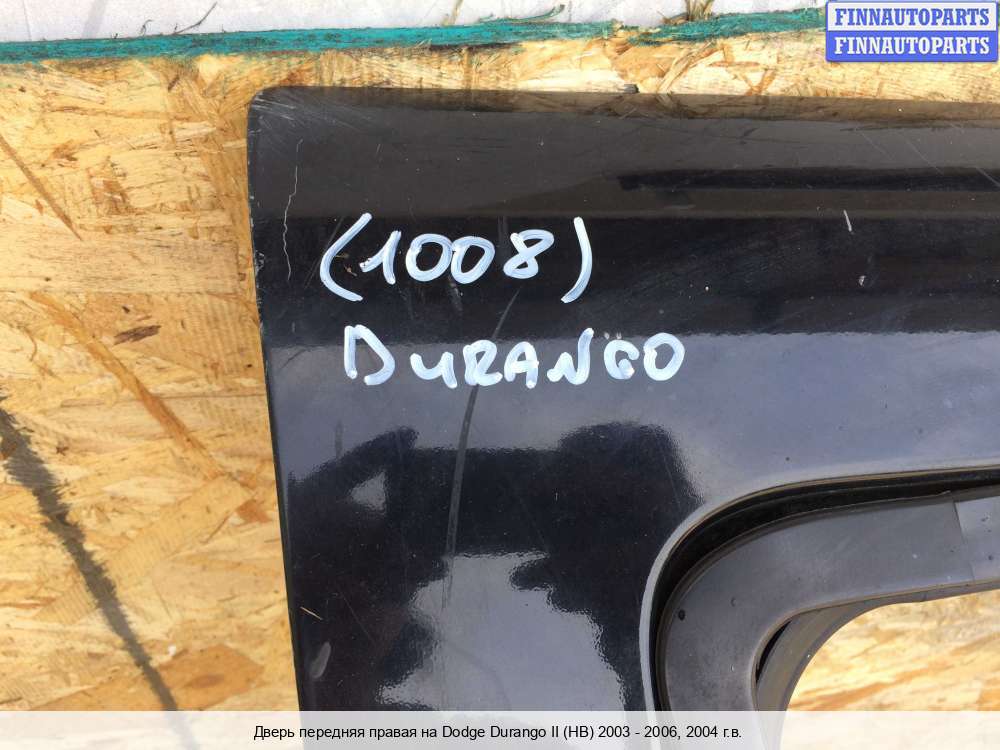 FINNAUTOPARTS
FINNAUTOPARTS
(1008)
DURANGO
Дверь передняя правая на Dodge Durango II (HB) 2003 - 2006, 2004 г.в.